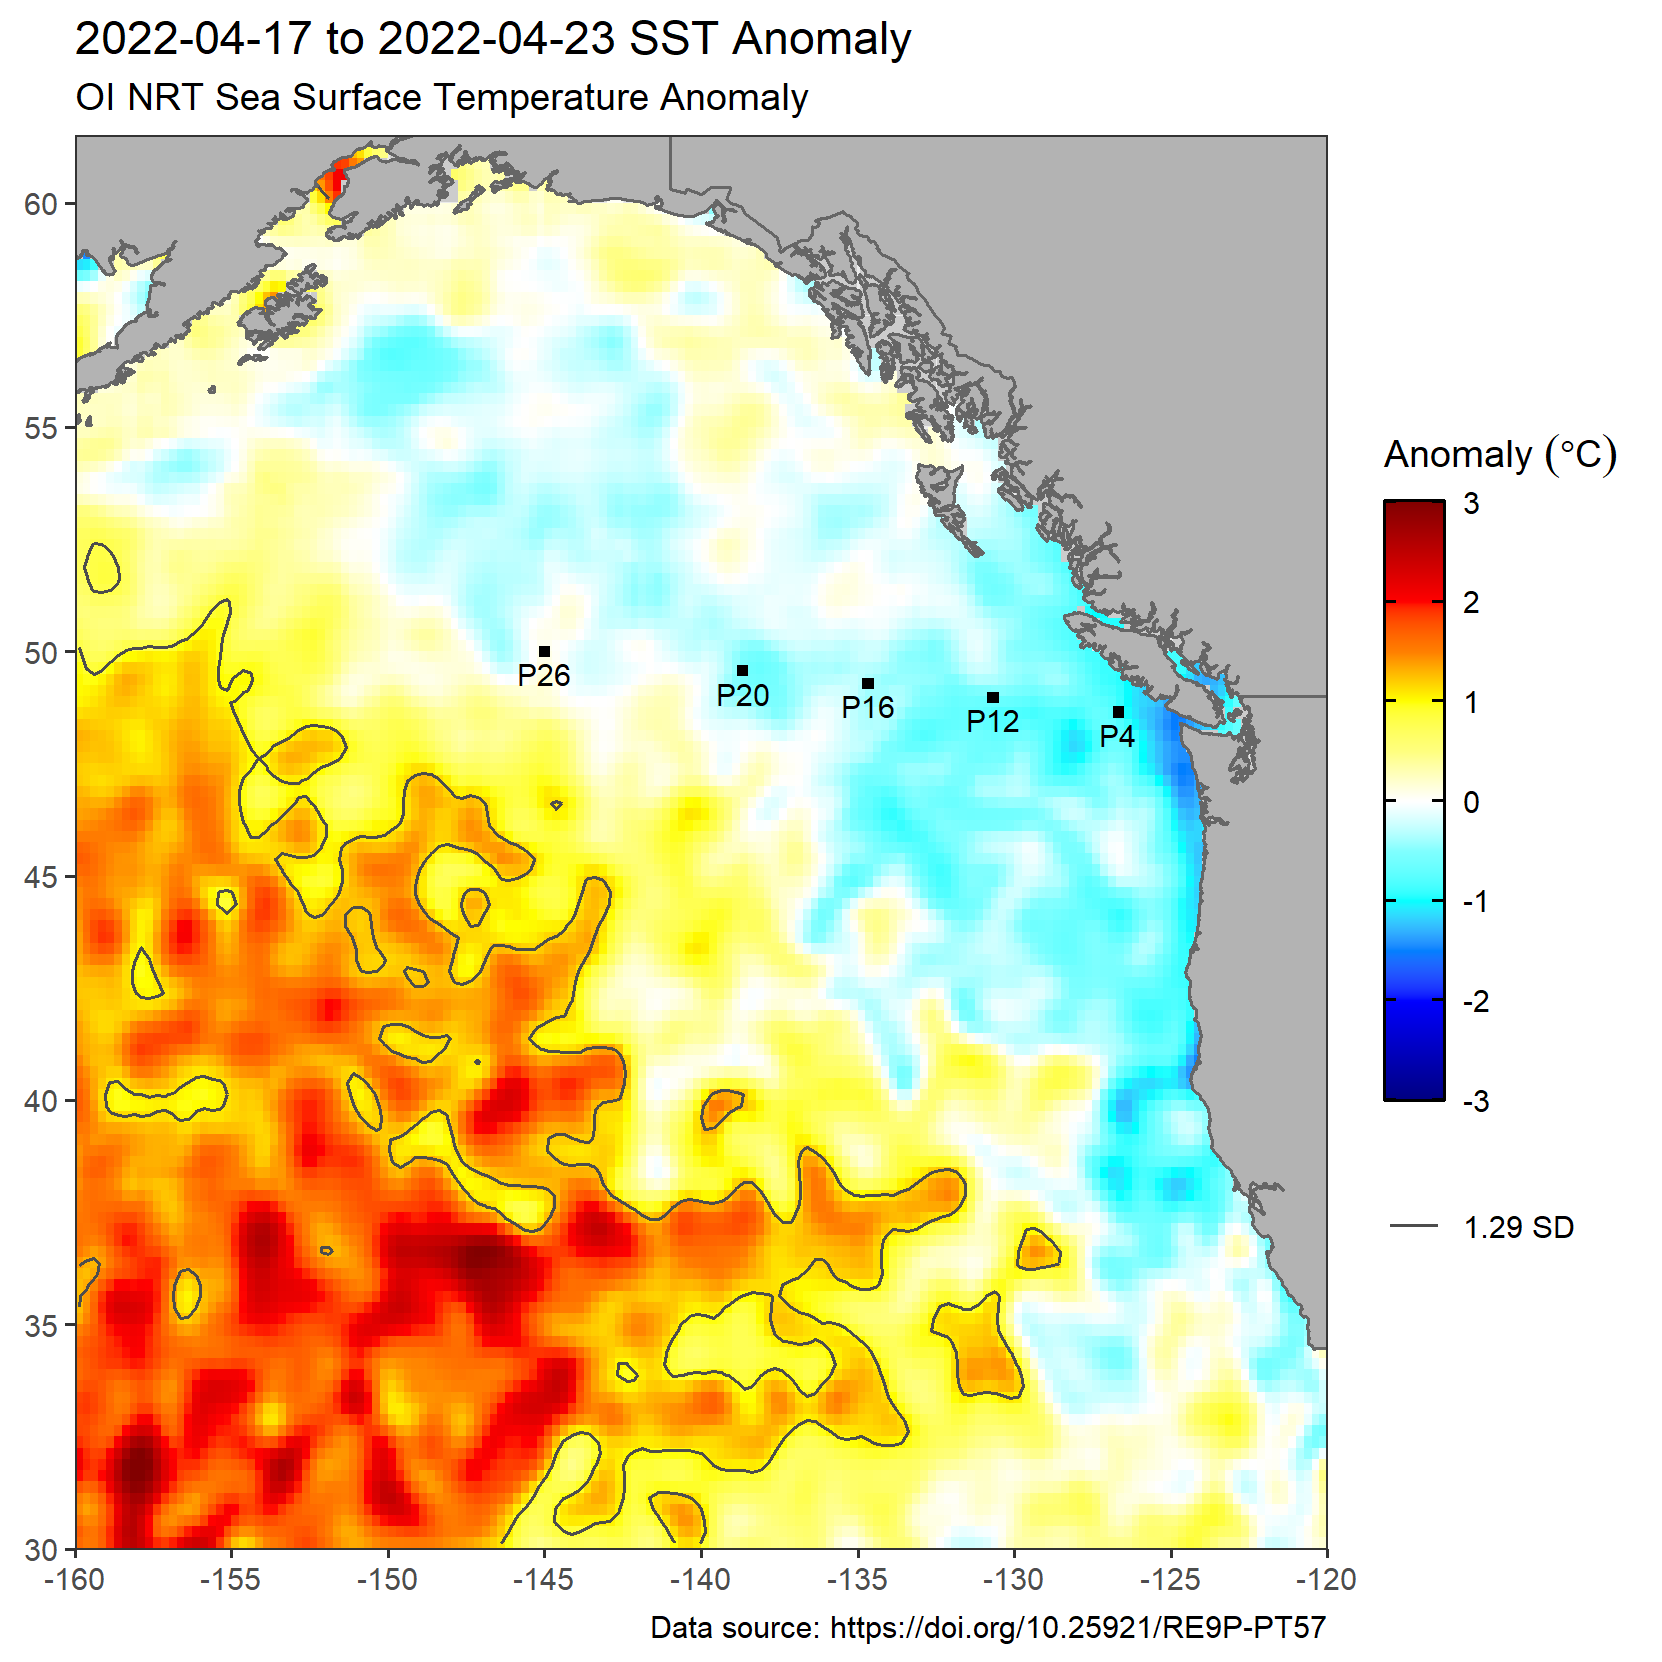 2022-04-17 to 2022-04-23 SST Anomaly
OI NRT Sea Surface Temperature Anomaly
60
55
50
45
40
35
30
-160
-155
-150
-145
-140
-135
-130
-125
-120
P26
P20
P16
P12
P4
Anomaly (°C)
3
2
1
0
-1
-2
-3
1.29 SD
Data source: https://doi.org/10.25921/RE9P-PT57